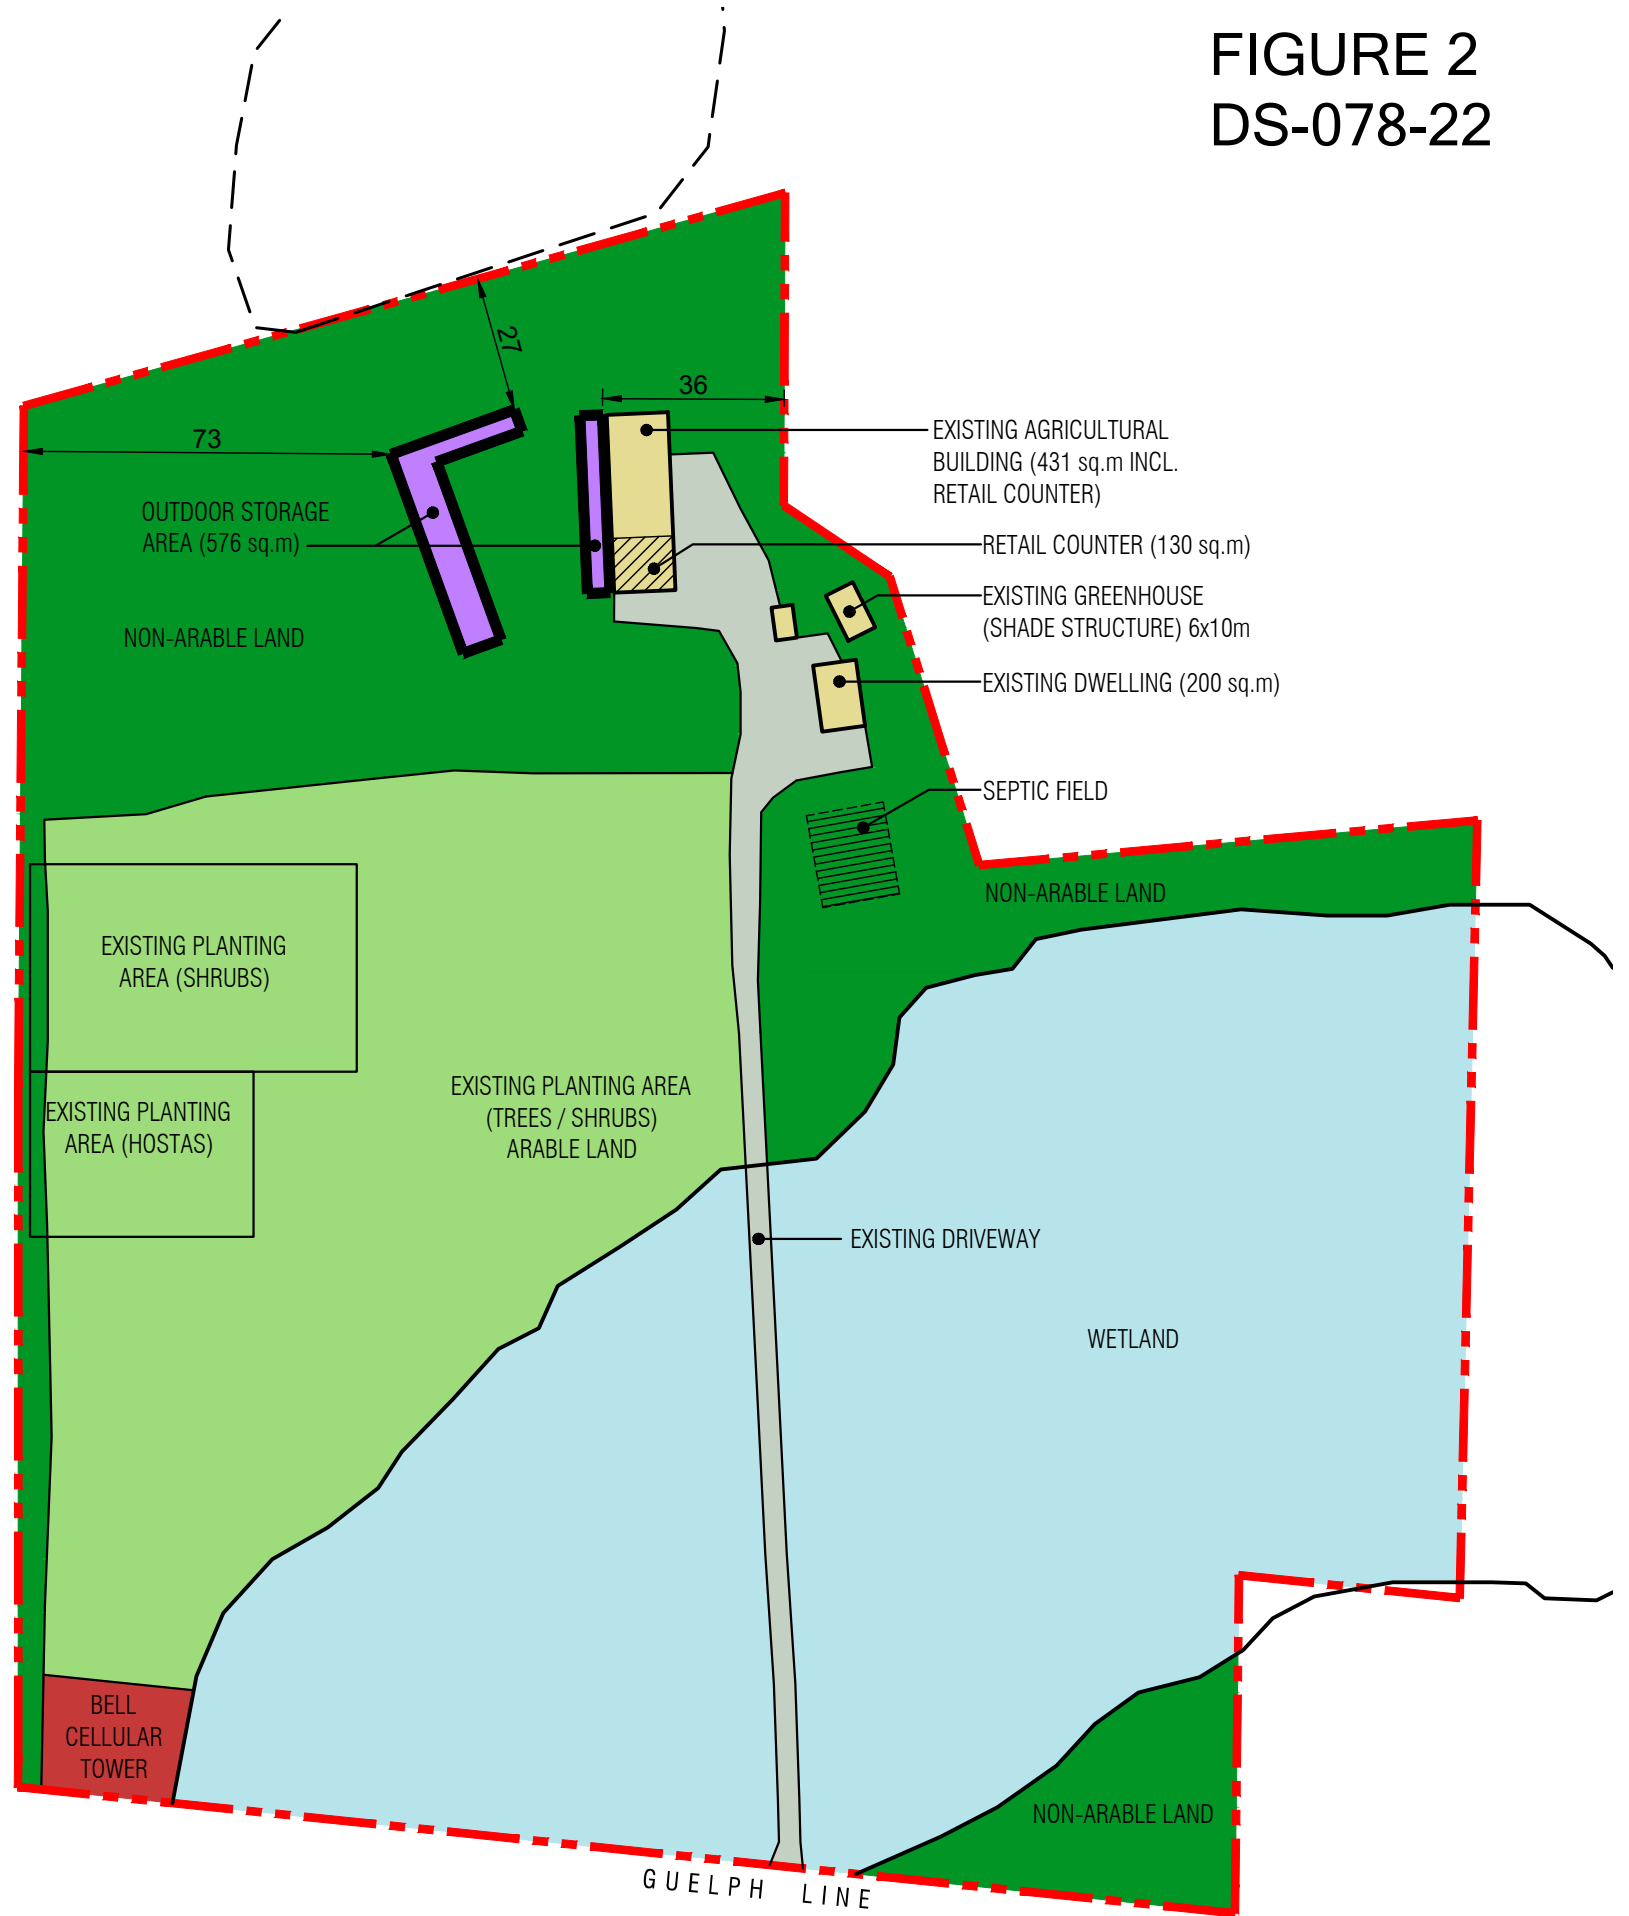 FIGURE 2
DS-078-22
27
36
73
EXISTING AGRICULTURAL
BUILDING (431 sq.m INCL.
RETAIL COUNTER)
OUTDOOR STORAGE
AREA (576 sq.m)
RETAIL COUNTER (130 sq.m)
EXISTING GREENHOUSE
(SHADE STRUCTURE) 6x10m
NON-ARABLE LAND
EXISTING DWELLING (200 sq.m)
SEPTIC FIELD
NON-ARABLE LAND
EXISTING PLANTING
AREA (SHRUBS)
EXISTING PLANTING AREA
(TREES / SHRUBS)
ARABLE LAND
EXISTING PLANTING
AREA (HOSTAS)
EXISTING DRIVEWAY
WETLAND
BELL
CELLULAR
TOWER
NON-ARABLE LAND
GUELPH LINE